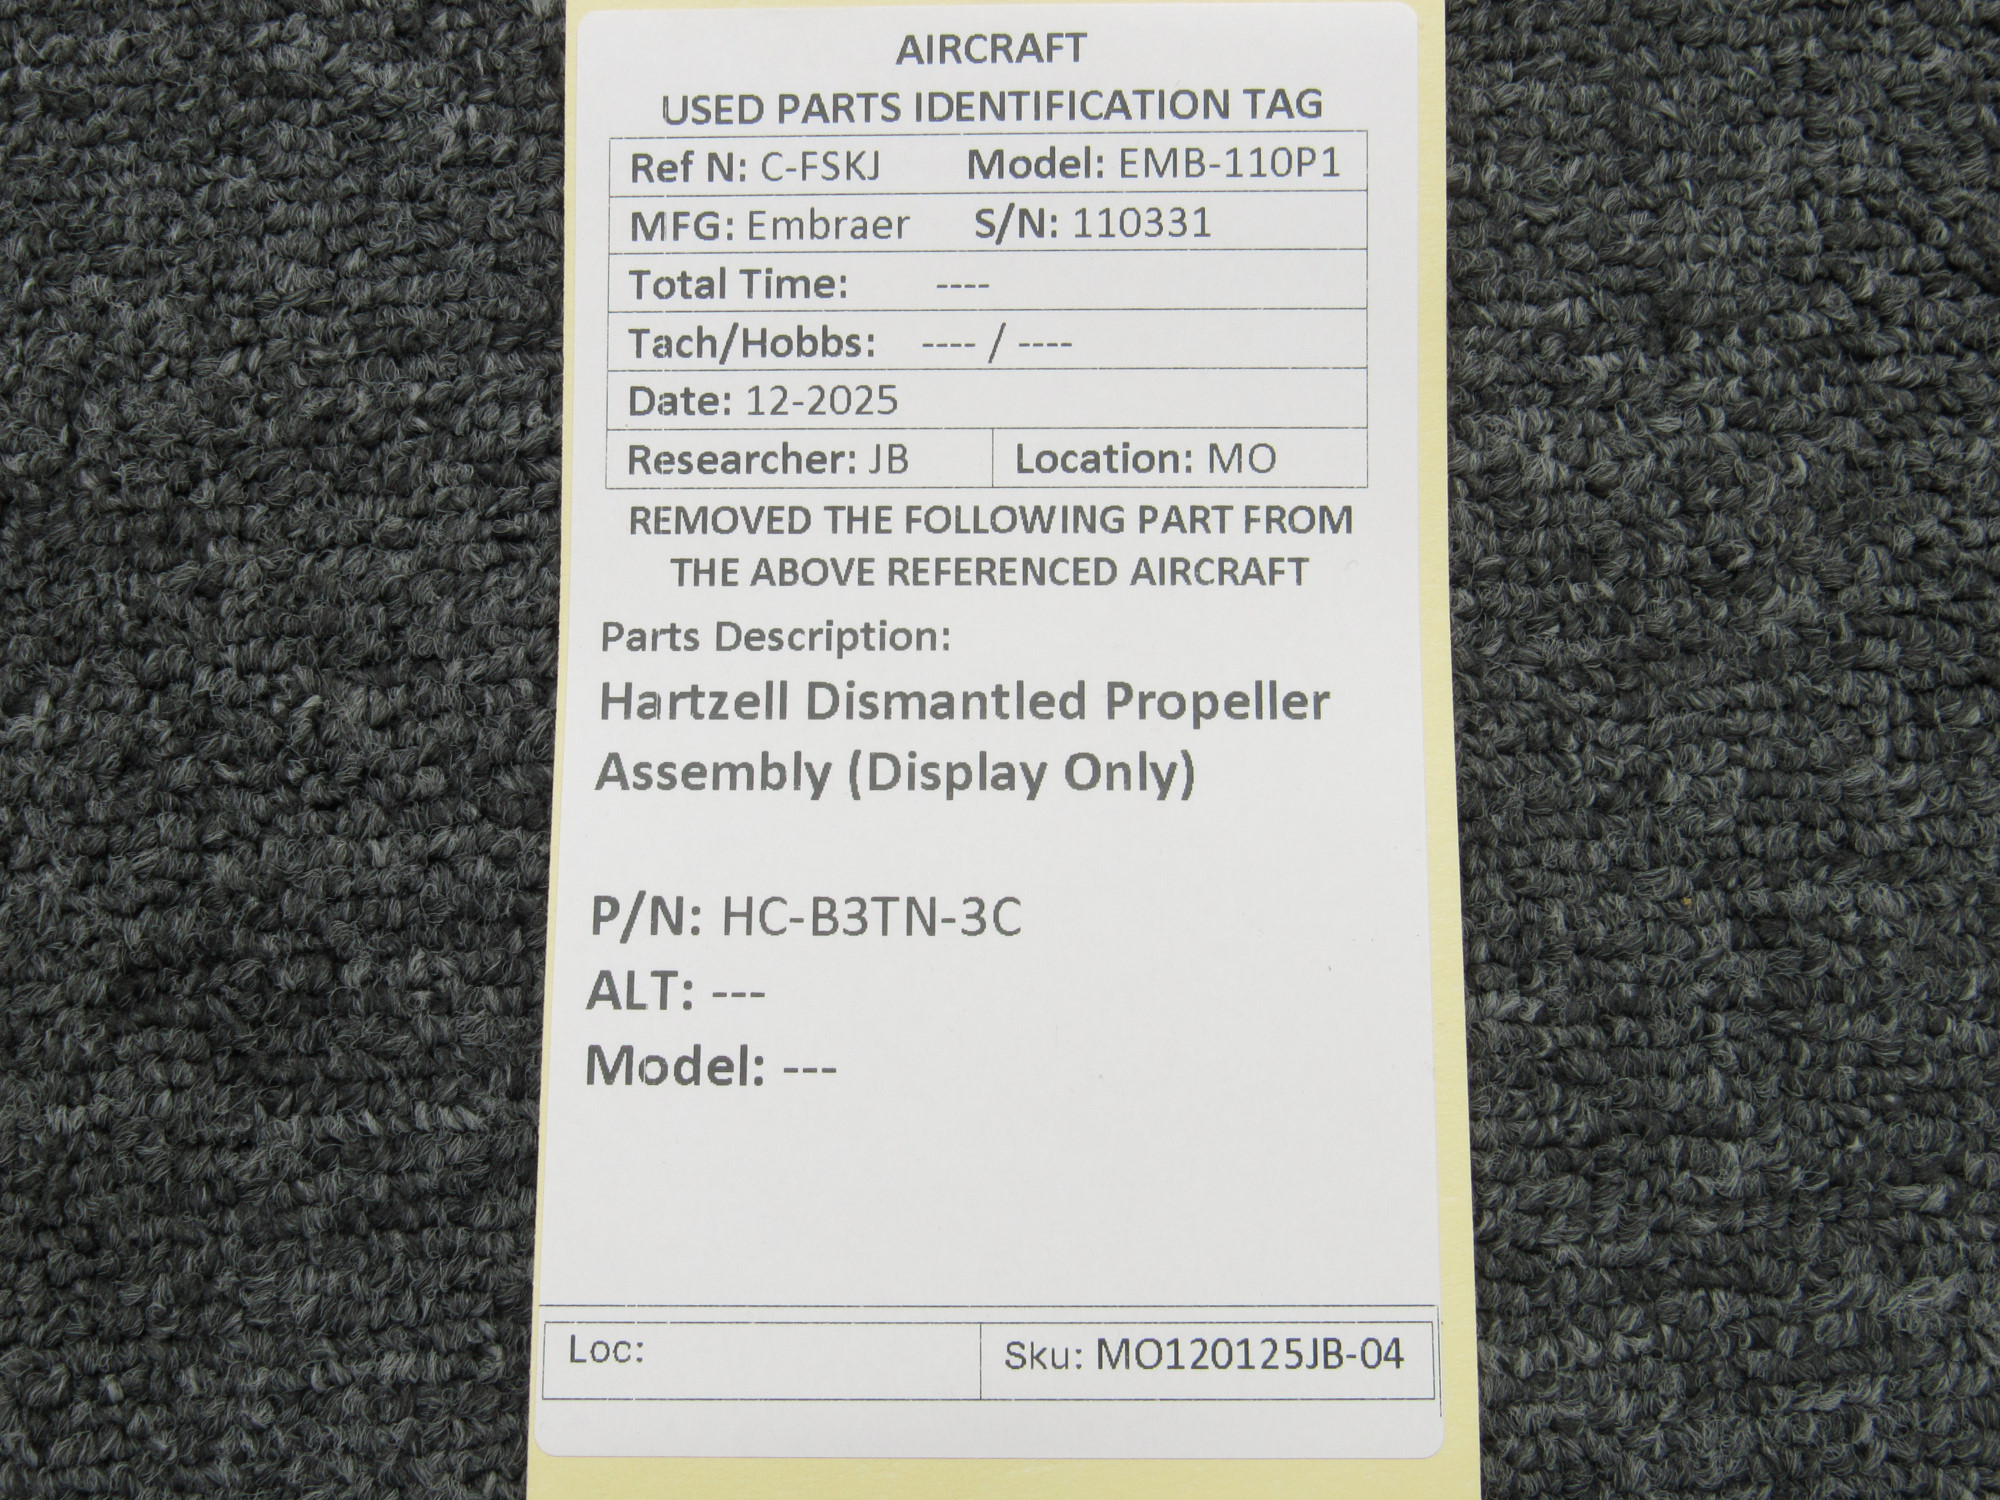 AIRCRAFT
USED PARTS IDENTIFICATION TAG
Ref N: C-FSKJ Model: EMB-110P1
MFG: Embraer S/N: 110331
Total Time: ----
Tach/Hobbs: ---- / ----
Date: 12-2025
Researcher: JB Location: MO
REMOVED THE FOLLOWING PART FROM
THE ABOVE REFERENCED AIRCRAFT
Parts Description:
Hartzell Dismantled Propeller
Assembly (Display Only)
P/N: HC-B3TN-3C
ALT: ---
Model: ---
Loc: Sku: MO120125JB-04